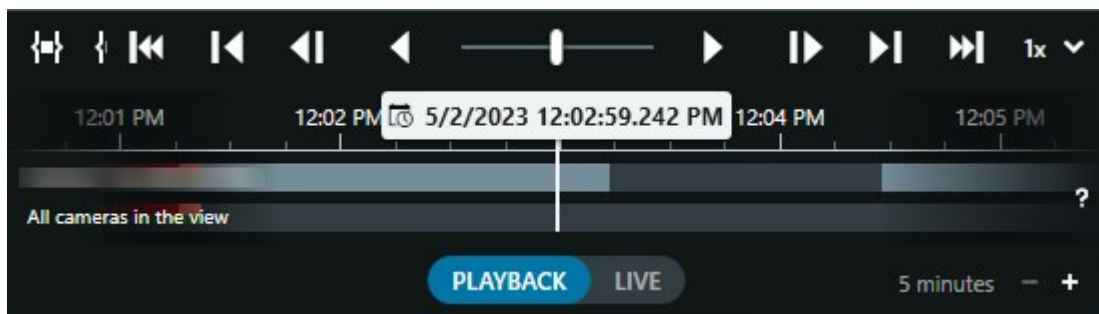 1x
12:01 PM 12:02 PM 5/2/2023 12:02:59.242 PM 12:04 PM 12:05 PM
?
All cameras in the view
PLAYBACK LIVE 5 minutes - +